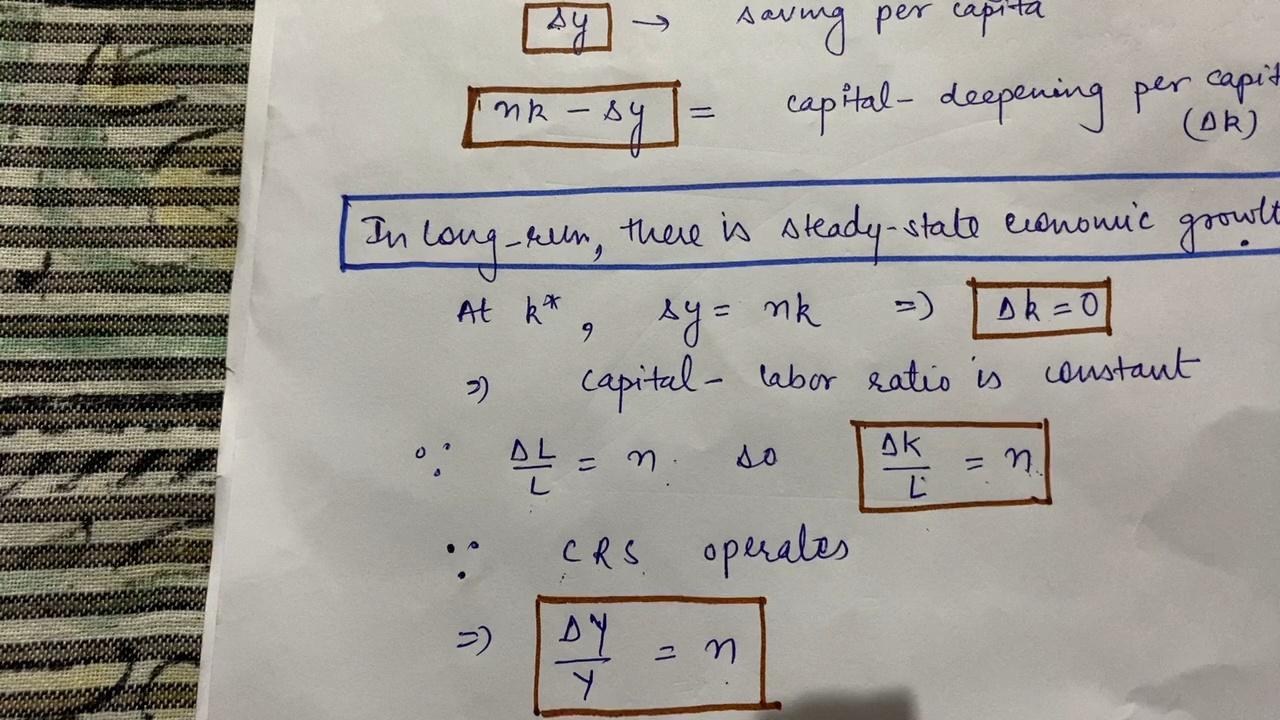 sy → saving per capita
nk - sy = capital-deepening per capit
(Δk)
In long-run, there is steady-state economic growt
At k*, sy = nk => Δk = 0
=> capital-labor ratio is constant
∵ ΔL/L = n. so ΔK/L = n.
∵ CRS operates
=> ΔY/Y = n